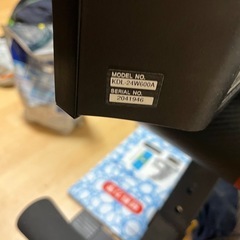 MODEL NO.
KDL-24W600A
SERIAL NO.
2041946